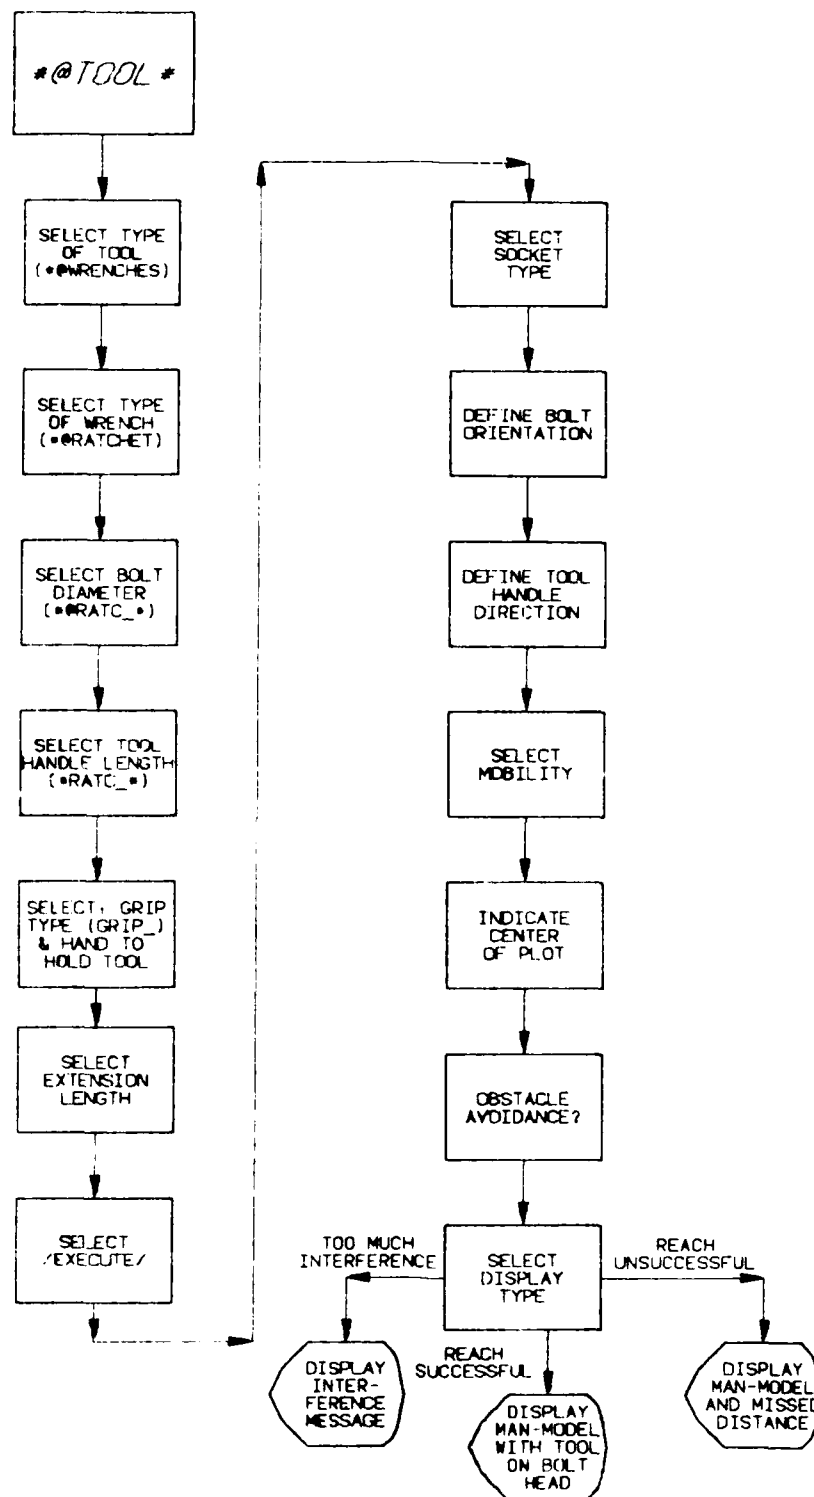 *@TOOL*
SELECT TYPE
OF TOOL
(*@WRENCHES)
SELECT TYPE
OF WRENCH
(*@RATCHET)
SELECT BOLT
DIAMETER
(*@RATC_*)
SELECT TOOL
HANDLE LENGTH
(*RATC_*)
SELECT, GRIP
TYPE (GRIP_)
& HAND TO
HOLD TOOL
SELECT
EXTENSION
LENGTH
SELECT
/EXECUTE/
SELECT
SOCKET
TYPE
DEFINE BOLT
ORIENTATION
DEFINE TOOL
HANDLE
DIRECTION
SELECT
MOBILITY
INDICATE
CENTER
OF PLOT
OBSTACLE
AVOIDANCE?
SELECT
DISPLAY
TYPE
TOO MUCH
INTERFERENCE
REACH
UNSUCCESSFUL
REACH
SUCCESSFUL
DISPLAY
INTER-
FERENCE
MESSAGE
DISPLAY
MAN-MODEL
WITH TOOL
ON BOLT
HEAD
DISPLAY
MAN-MODEL
AND MISSED
DISTANCE